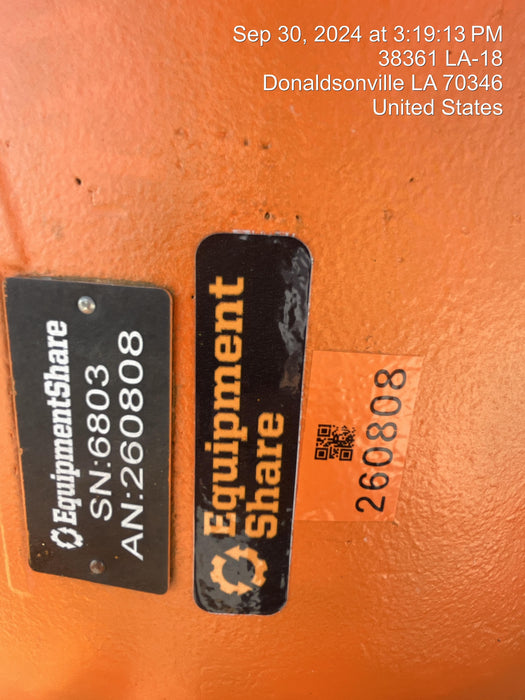 Sep 30, 2024 at 3:19:13 PM
38361 LA-18
Donaldsonville LA 70346
United States
EquipmentShare
SN:6803
AN:260808
Equipment
Share
260808